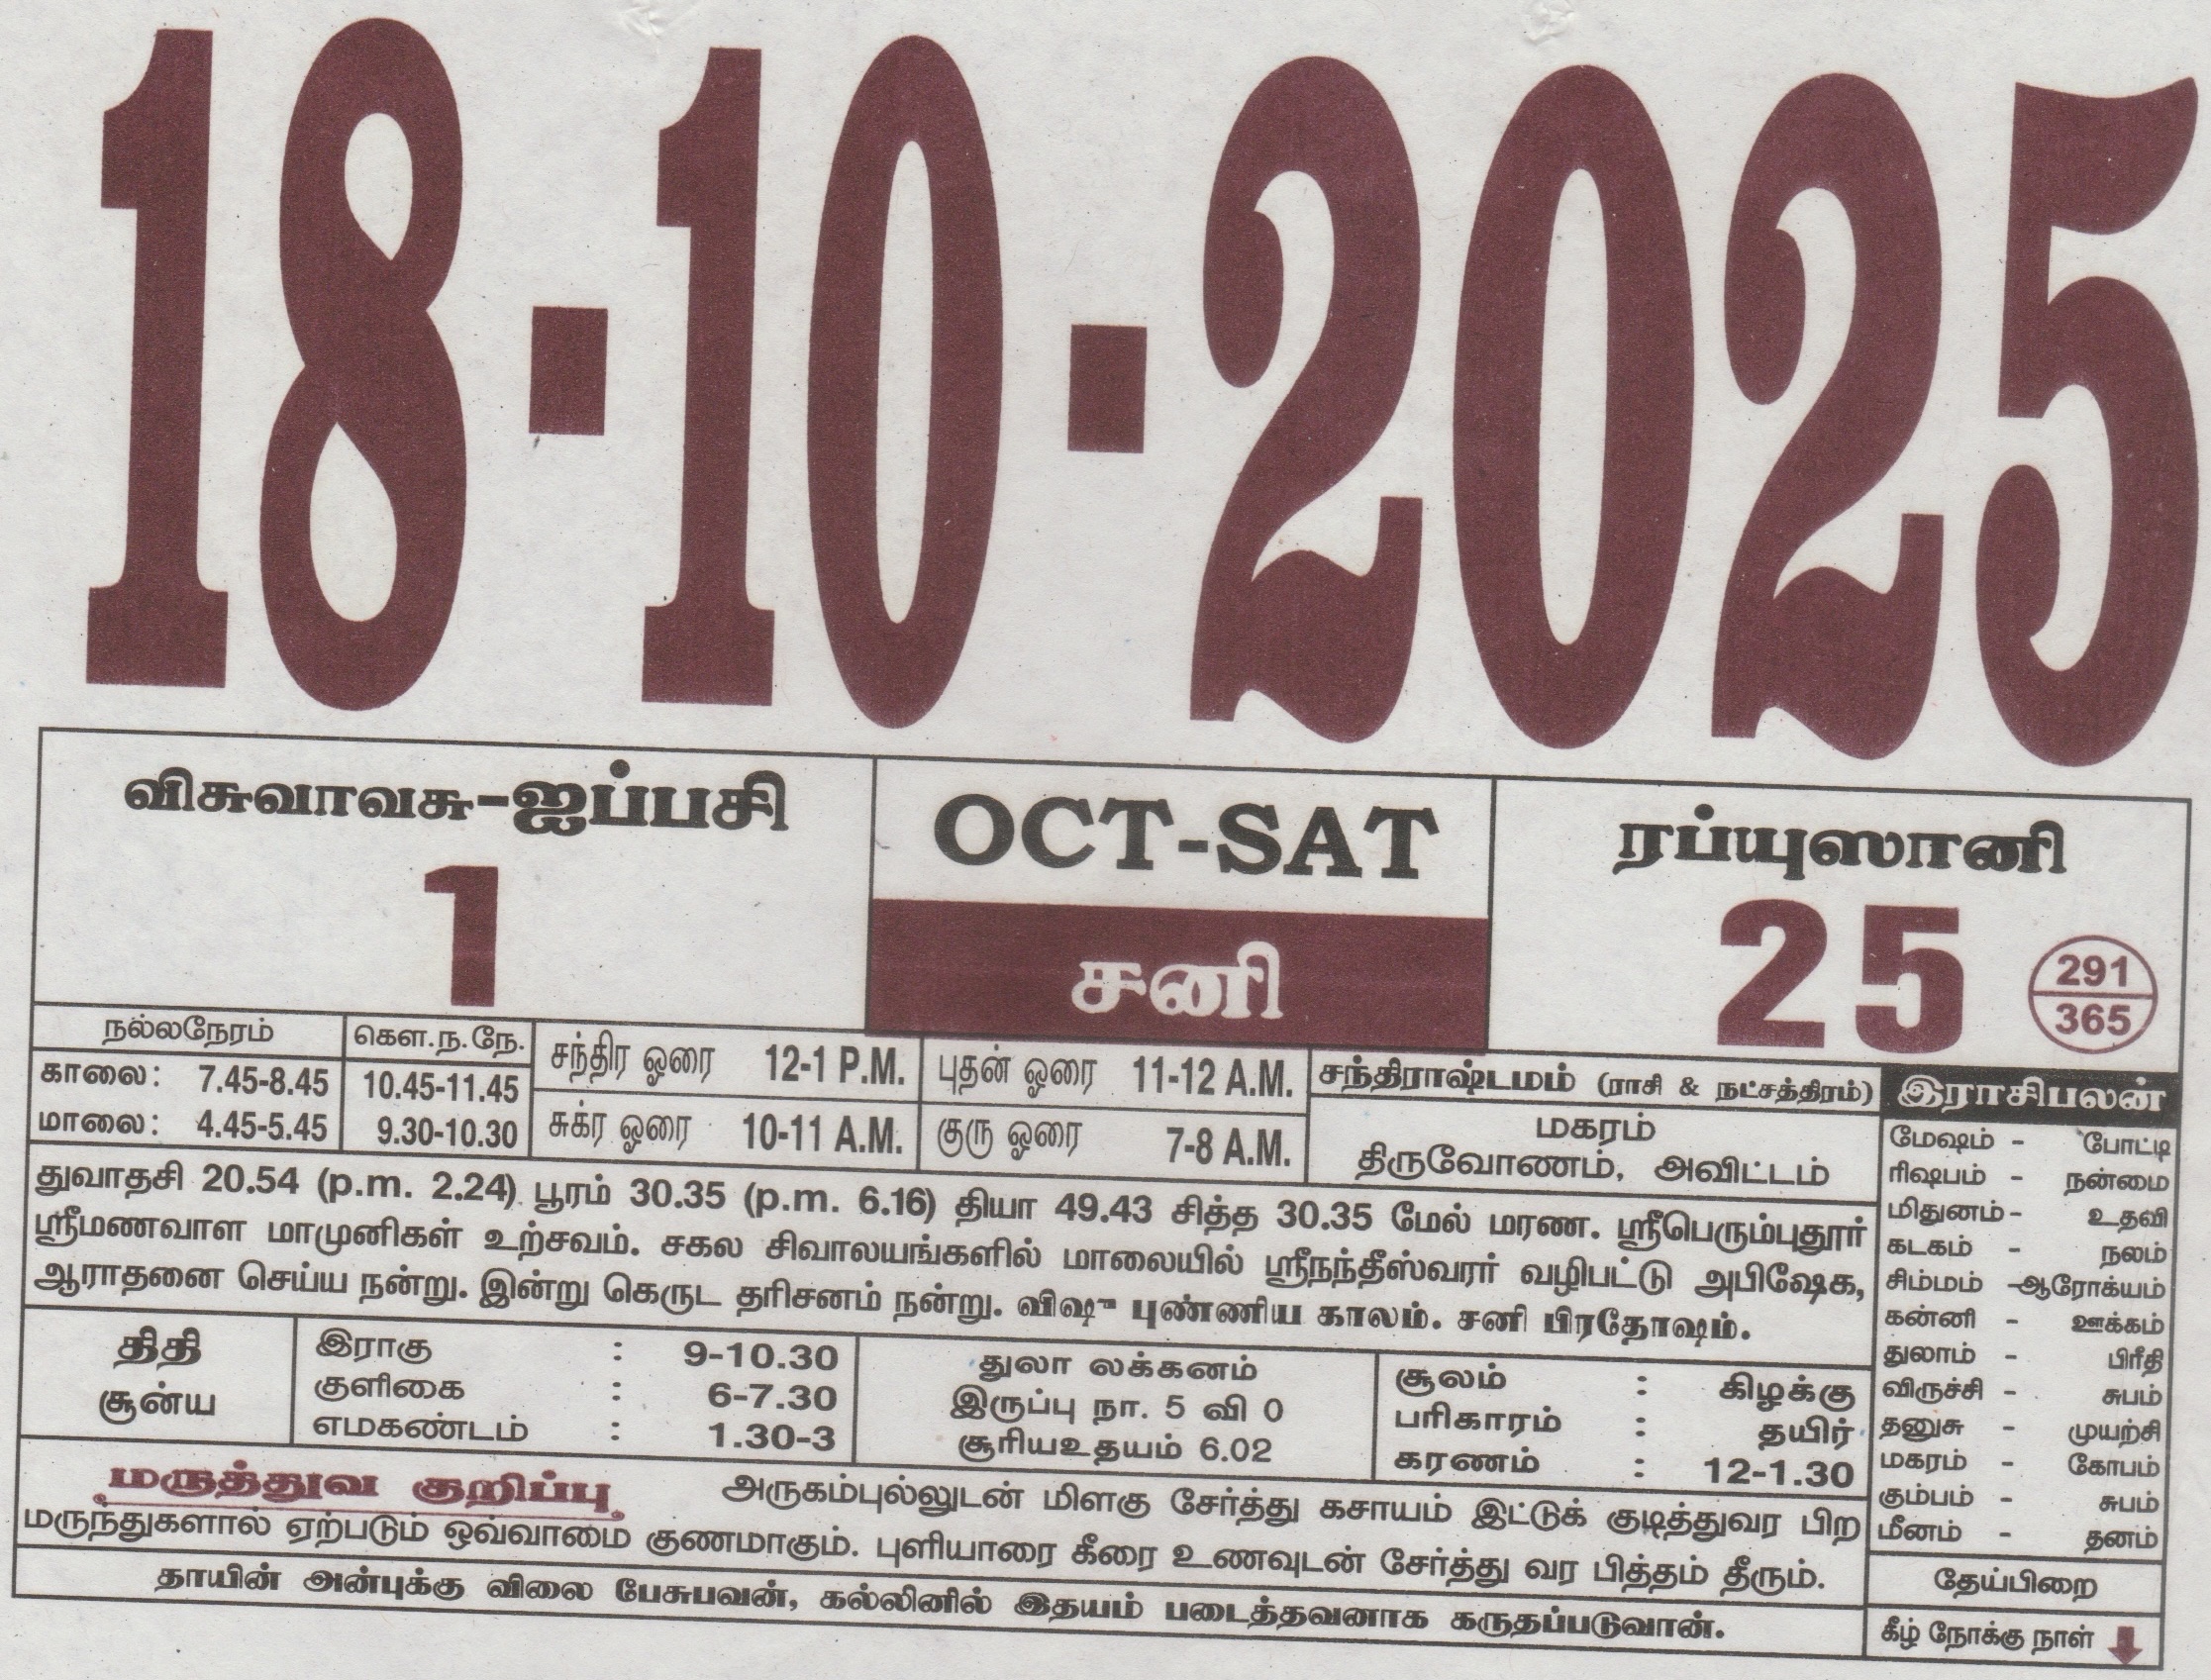 18-10-2025
விசுவாவசு-ஐப்பசி
1
OCT-SAT
சனி
ரப்யுஸானி
25
291
365
நல்லநேரம்
காலை: 7.45-8.45
மாலை: 4.45-5.45
கௌ.ந.நே.
10.45-11.45
9.30-10.30
சந்திர ஓரை 12-1 P.M.
சுக்ர ஓரை 10-11 A.M.
புதன் ஓரை 11-12 A.M.
குரு ஓரை 7-8 A.M.
சந்திராஷ்டமம் (ராசி & நட்சத்திரம்)
மகரம்
திருவோணம், அவிட்டம்
துவாதசி 20.54 (p.m. 2.24) பூரம் 30.35 (p.m. 6.16) தியா 49.43 சித்த 30.35 மேல் மரண. ஸ்ரீபெரும்புதூர்
ஸ்ரீமணவாள மாமுனிகள் உற்சவம். சகல சிவாலயங்களில் மாலையில் ஸ்ரீநந்தீஸ்வரர் வழிபட்டு அபிஷேக,
ஆராதனை செய்ய நன்று. இன்று கெருட தரிசனம் நன்று. விஷு புண்ணிய காலம். சனி பிரதோஷம்.
திதி
சூன்ய
இராகு : 9-10.30
குளிகை : 6-7.30
எமகண்டம் : 1.30-3
துலா லக்கனம்
இருப்பு நா. 5 வி 0
சூரியஉதயம் 6.02
சூலம் : கிழக்கு
பரிகாரம் : தயிர்
கரணம் : 12-1.30
மருத்துவ குறிப்பு அருகம்புல்லுடன் மிளகு சேர்த்து கசாயம் இட்டுக் குடித்துவர பிற
மருந்துகளால் ஏற்படும் ஒவ்வாமை குணமாகும். புளியாரை கீரை உணவுடன் சேர்த்து வர பித்தம் தீரும்.
தாயின் அன்புக்கு விலை பேசுபவன், கல்லினில் இதயம் படைத்தவனாக கருதப்படுவான்.
இராசிபலன்
மேஷம் - போட்டி
ரிஷபம் - நன்மை
மிதுனம் - உதவி
கடகம் - நலம்
சிம்மம் -ஆரோக்யம்
கன்னி - ஊக்கம்
துலாம் - பிரீதி
விருச்சி - சுபம்
தனுசு - முயற்சி
மகரம் - கோபம்
கும்பம் - சுபம்
மீனம் - தனம்
தேய்பிறை
கீழ் நோக்கு நாள்